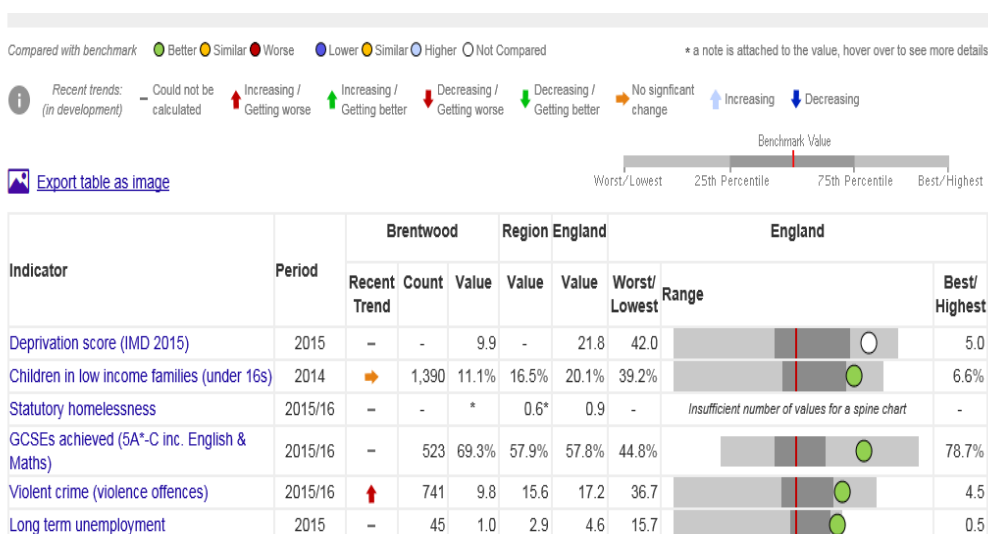 Compared with benchmark Better Similar Worse Lower Similar Higher Not Compared * a note is attached to the value, hover over to see more details
Recent trends: (in development) – Could not be calculated Increasing / Getting worse Increasing / Getting better Decreasing / Getting worse Decreasing / Getting better No signficant change Increasing Decreasing
Benchmark Value
Worst/Lowest 25th Percentile 75th Percentile Best/Highest
Export table as image
Brentwood Region England England
Indicator Period Recent Trend Count Value Value Value Worst/ Lowest Range Best/ Highest
Deprivation score (IMD 2015) 2015 – - 9.9 - 21.8 42.0 5.0
Children in low income families (under 16s) 2014 1,390 11.1% 16.5% 20.1% 39.2% 6.6%
Statutory homelessness 2015/16 – - * 0.6* 0.9 - Insufficient number of values for a spine chart -
GCSEs achieved (5A*-C inc. English & Maths) 2015/16 – 523 69.3% 57.9% 57.8% 44.8% 78.7%
Violent crime (violence offences) 2015/16 741 9.8 15.6 17.2 36.7 4.5
Long term unemployment 2015 – 45 1.0 2.9 4.6 15.7 0.5